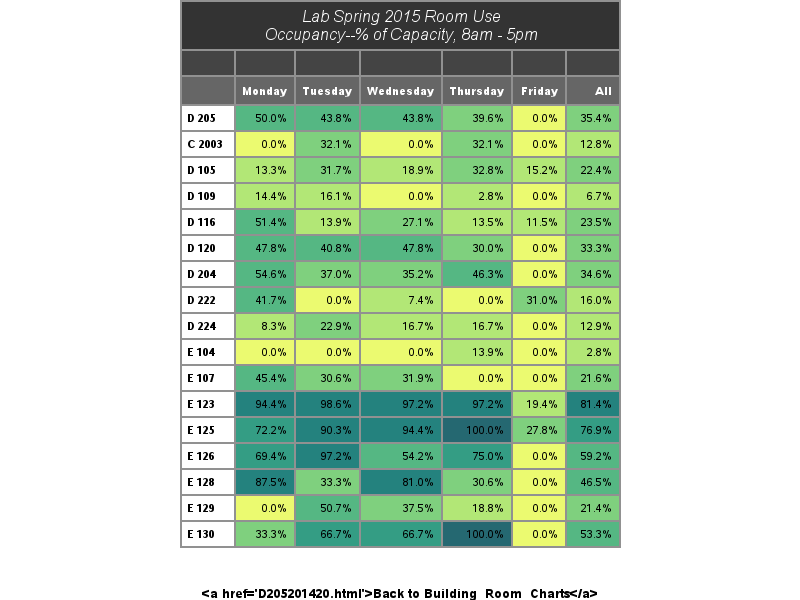 Lab Spring 2015 Room Use
Occupancy--% of Capacity, 8am - 5pm
Monday Tuesday Wednesday Thursday Friday All
D 205 50.0% 43.8% 43.8% 39.6% 0.0% 35.4%
C 2003 0.0% 32.1% 0.0% 32.1% 0.0% 12.8%
D 105 13.3% 31.7% 18.9% 32.8% 15.2% 22.4%
D 109 14.4% 16.1% 0.0% 2.8% 0.0% 6.7%
D 116 51.4% 13.9% 27.1% 13.5% 11.5% 23.5%
D 120 47.8% 40.8% 47.8% 30.0% 0.0% 33.3%
D 204 54.6% 37.0% 35.2% 46.3% 0.0% 34.6%
D 222 41.7% 0.0% 7.4% 0.0% 31.0% 16.0%
D 224 8.3% 22.9% 16.7% 16.7% 0.0% 12.9%
E 104 0.0% 0.0% 0.0% 13.9% 0.0% 2.8%
E 107 45.4% 30.6% 31.9% 0.0% 0.0% 21.6%
E 123 94.4% 98.6% 97.2% 97.2% 19.4% 81.4%
E 125 72.2% 90.3% 94.4% 100.0% 27.8% 76.9%
E 126 69.4% 97.2% 54.2% 75.0% 0.0% 59.2%
E 128 87.5% 33.3% 81.0% 30.6% 0.0% 46.5%
E 129 0.0% 50.7% 37.5% 18.8% 0.0% 21.4%
E 130 33.3% 66.7% 66.7% 100.0% 0.0% 53.3%
<a href='D205201420.html'>Back to Building_Room_Charts</a>